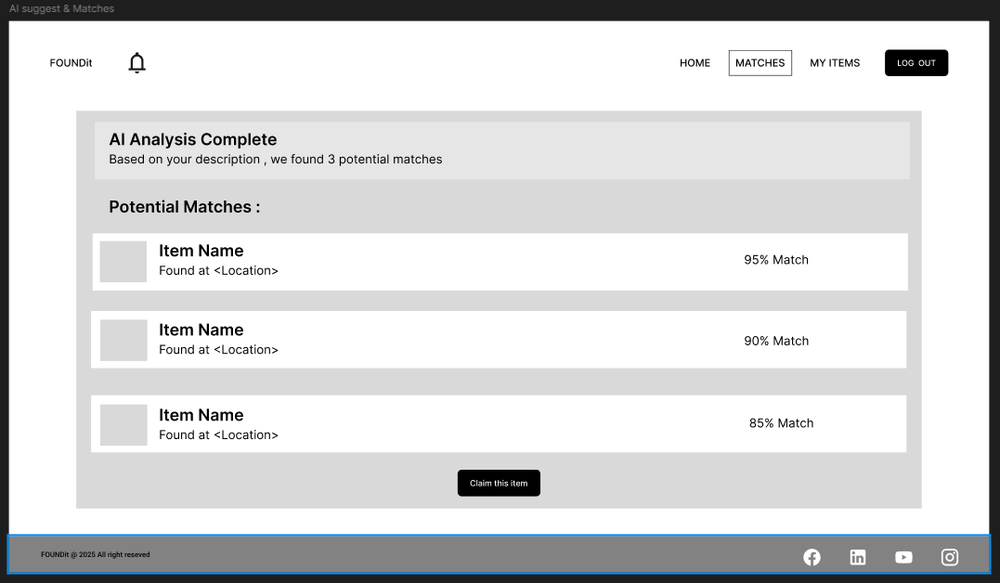 AI suggest & Matches
FOUNDit
HOME
MATCHES
MY ITEMS
LOG OUT
AI Analysis Complete
Based on your description , we found 3 potential matches
Potential Matches :
Item Name
Found at <Location>
95% Match
Item Name
Found at <Location>
90% Match
Item Name
Found at <Location>
85% Match
Claim this item
FOUNDit @ 2025 All right reseved